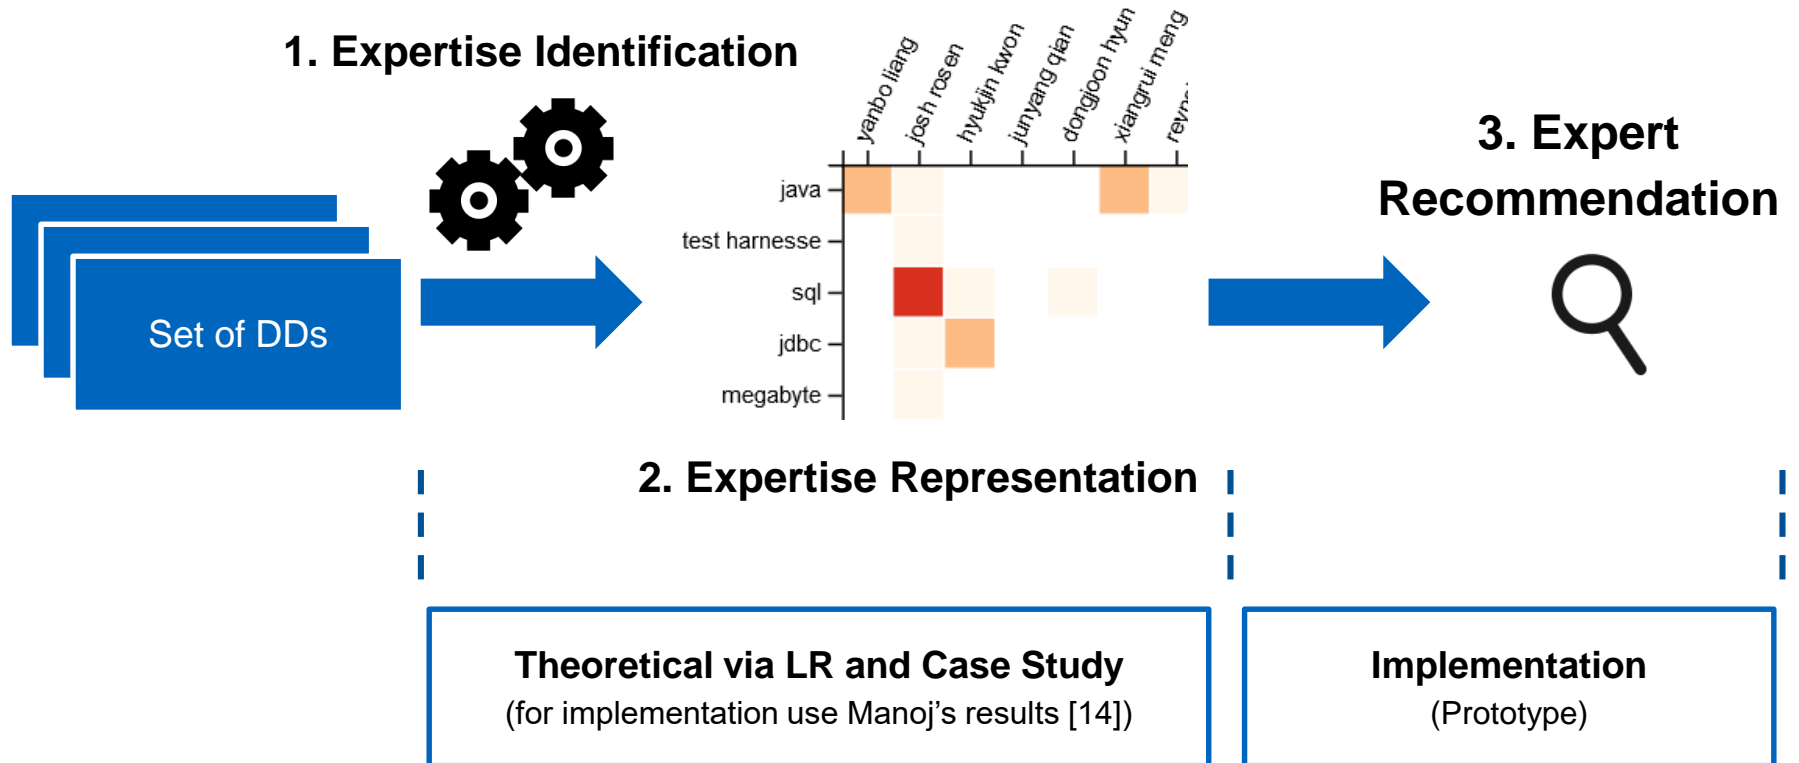 1. Expertise Identification
yanbo liang
josh rosen
hyukjin kwon
junyang qian
dongjoon hyun
xiangrui meng
3. Expert
Recommendation
java
test harnesse
sql
jdbc
megabyte
Set of DDs
2. Expertise Representation
Theoretical via LR and Case Study
(for implementation use Manoj's results [14])
Implementation
(Prototype)